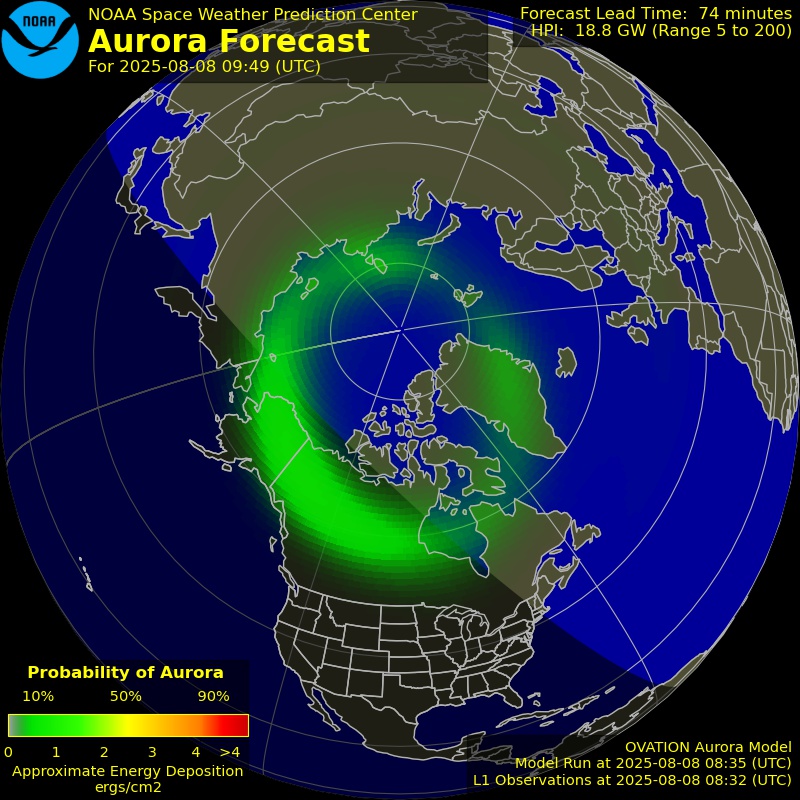 NOAA
NOAA Space Weather Prediction Center
Aurora Forecast
For 2025-08-08 09:49 (UTC)
Forecast Lead Time: 74 minutes
HPI: 18.8 GW (Range 5 to 200)
Probability of Aurora
10% 50% 90%
0 1 2 3 4 >4
Approximate Energy Deposition
ergs/cm2
OVATION Aurora Model
Model Run at 2025-08-08 08:35 (UTC)
L1 Observations at 2025-08-08 08:32 (UTC)